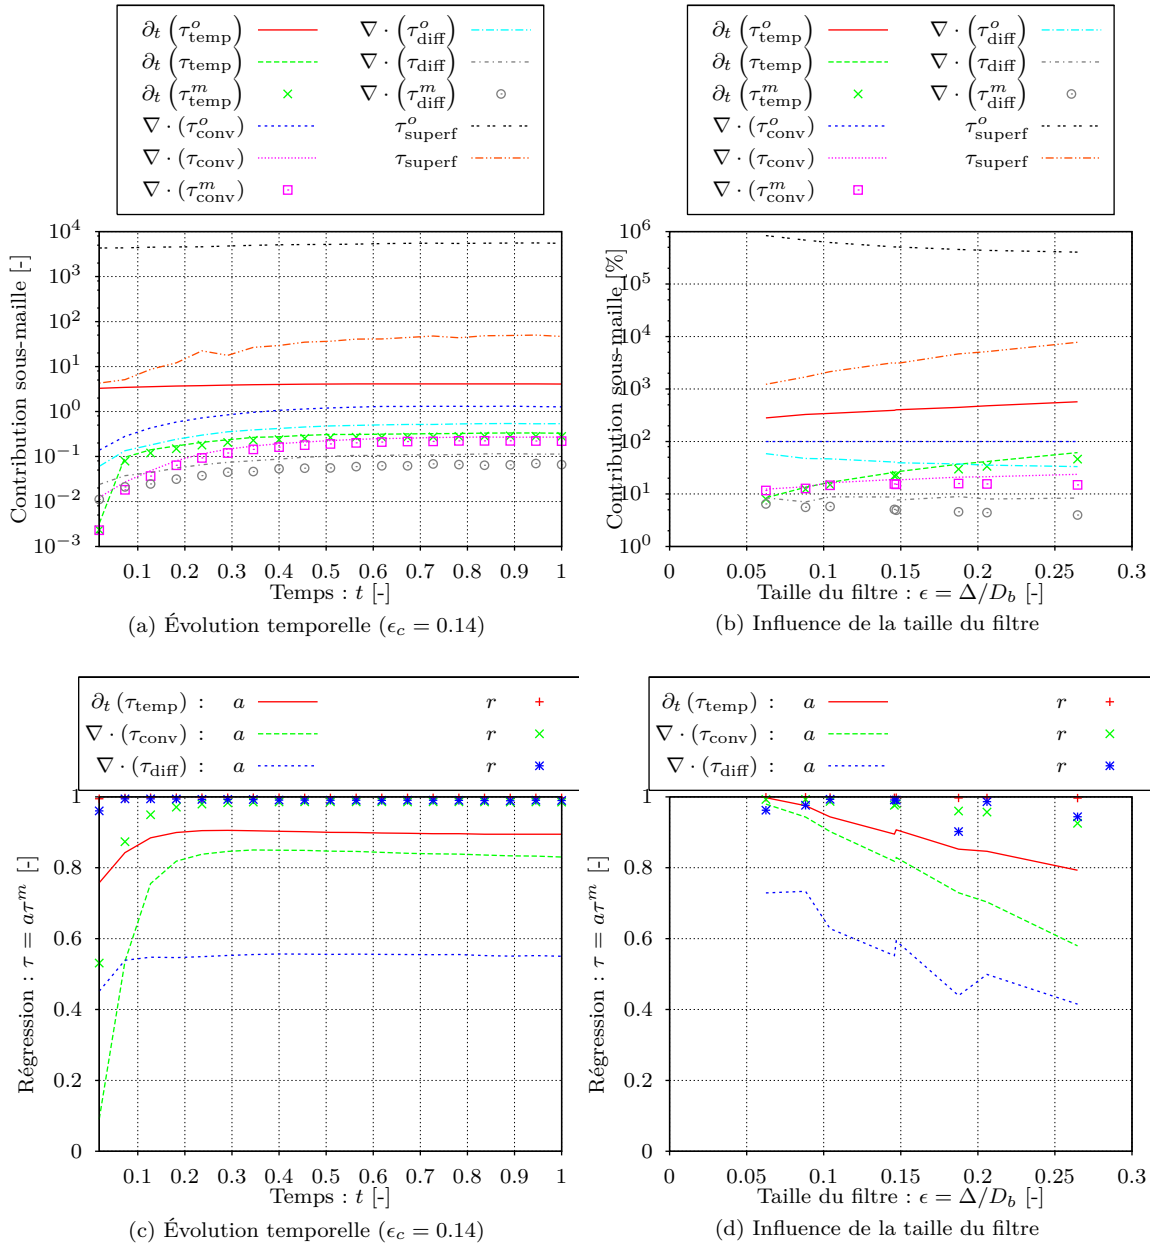 ∂t (τ^o_temp) ∇ · (τ^o_diff)
∂t (τ_temp) ∇ · (τ_diff)
∂t (τ^m_temp) ∇ · (τ^m_diff)
∇ · (τ^o_conv) τ^o_superf
∇ · (τ_conv) τ_superf
∇ · (τ^m_conv)
Contribution sous-maille [-]
10^4
10^3
10^2
10^1
10^0
10^−1
10^−2
10^−3
0.1 0.2 0.3 0.4 0.5 0.6 0.7 0.8 0.9 1
Temps : t [-]
(a) Évolution temporelle (ϵc = 0.14)
∂t (τ^o_temp) ∇ · (τ^o_diff)
∂t (τ_temp) ∇ · (τ_diff)
∂t (τ^m_temp) ∇ · (τ^m_diff)
∇ · (τ^o_conv) τ^o_superf
∇ · (τ_conv) τ_superf
∇ · (τ^m_conv)
Contribution sous-maille [%]
10^6
10^5
10^4
10^3
10^2
10^1
10^0
0 0.05 0.1 0.15 0.2 0.25 0.3
Taille du filtre : ϵ = Δ/D_b [-]
(b) Influence de la taille du filtre
∂t (τ_temp) : a r
∇ · (τ_conv) : a r
∇ · (τ_diff) : a r
Régression : τ = aτ^m [-]
1
0.8
0.6
0.4
0.2
0
0.1 0.2 0.3 0.4 0.5 0.6 0.7 0.8 0.9 1
Temps : t [-]
(c) Évolution temporelle (ϵc = 0.14)
∂t (τ_temp) : a r
∇ · (τ_conv) : a r
∇ · (τ_diff) : a r
Régression : τ = aτ^m [-]
1
0.8
0.6
0.4
0.2
0
0 0.05 0.1 0.15 0.2 0.25 0.3
Taille du filtre : ϵ = Δ/D_b [-]
(d) Influence de la taille du filtre